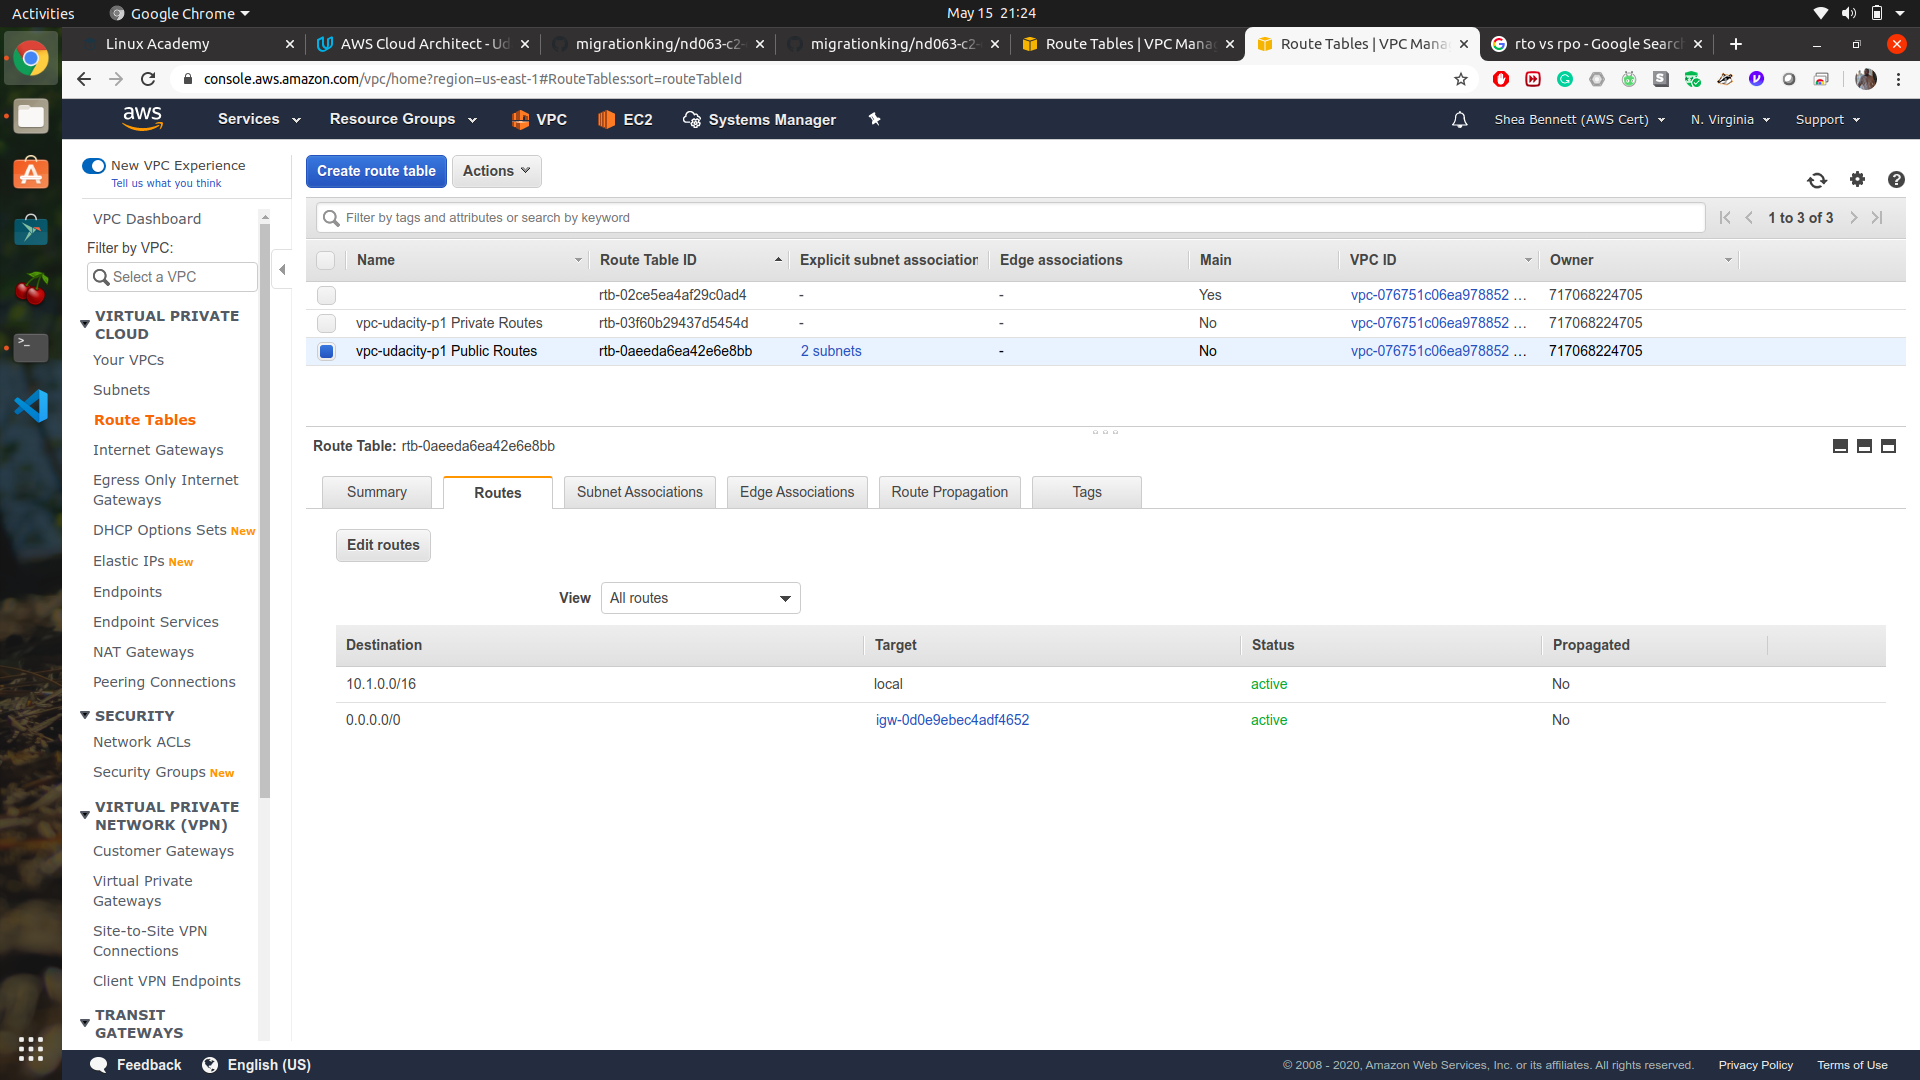 Activities
Google Chrome
May 15 21:24
Linux Academy
AWS Cloud Architect - Ud
migrationking/nd063-c2-
migrationking/nd063-c2-
Route Tables | VPC Mana
Route Tables | VPC Mana
rto vs rpo - Google Search
console.aws.amazon.com/vpc/home?region=us-east-1#RouteTables:sort=routeTableId
aws
Services
Resource Groups
VPC
EC2
Systems Manager
Shea Bennett (AWS Cert)
N. Virginia
Support
New VPC Experience
Tell us what you think
VPC Dashboard
Filter by VPC:
Select a VPC
VIRTUAL PRIVATE
CLOUD
Your VPCs
Subnets
Route Tables
Internet Gateways
Egress Only Internet
Gateways
DHCP Options Sets New
Elastic IPs New
Endpoints
Endpoint Services
NAT Gateways
Peering Connections
SECURITY
Network ACLs
Security Groups New
VIRTUAL PRIVATE
NETWORK (VPN)
Customer Gateways
Virtual Private
Gateways
Site-to-Site VPN
Connections
Client VPN Endpoints
TRANSIT
GATEWAYS
Create route table
Actions
Filter by tags and attributes or search by keyword
1 to 3 of 3
Name Route Table ID Explicit subnet association Edge associations Main VPC ID Owner
rtb-02ce5ea4af29c0ad4 - - Yes vpc-076751c06ea978852 ... 717068224705
vpc-udacity-p1 Private Routes rtb-03f60b29437d5454d - - No vpc-076751c06ea978852 ... 717068224705
vpc-udacity-p1 Public Routes rtb-0aeeda6ea42e6e8bb 2 subnets - No vpc-076751c06ea978852 ... 717068224705
Route Table: rtb-0aeeda6ea42e6e8bb
Summary
Routes
Subnet Associations
Edge Associations
Route Propagation
Tags
Edit routes
View All routes
Destination Target Status Propagated
10.1.0.0/16 local active No
0.0.0.0/0 igw-0d0e9ebec4adf4652 active No
Feedback
English (US)
© 2008 - 2020, Amazon Web Services, Inc. or its affiliates. All rights reserved.
Privacy Policy
Terms of Use